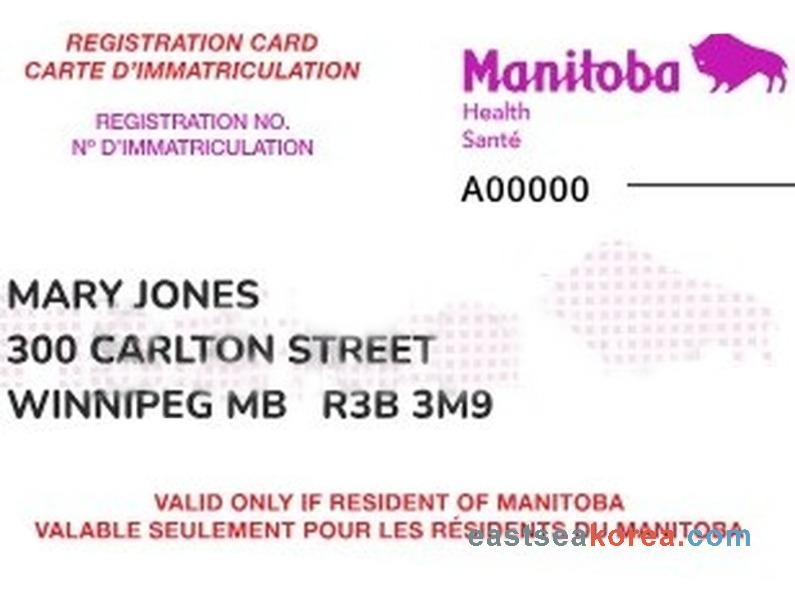 REGISTRATION CARD
CARTE D'IMMATRICULATION
REGISTRATION NO.
Nº D'IMMATRICULATION
Manitoba
Health
Santé
A00000
MARY JONES
300 CARLTON STREET
WINNIPEG MB R3B 3M9
VALID ONLY IF RESIDENT OF MANITOBA
VALABLE SEULEMENT POUR LES RÉSIDENTS DU MANITOBA
eastseakorea.com